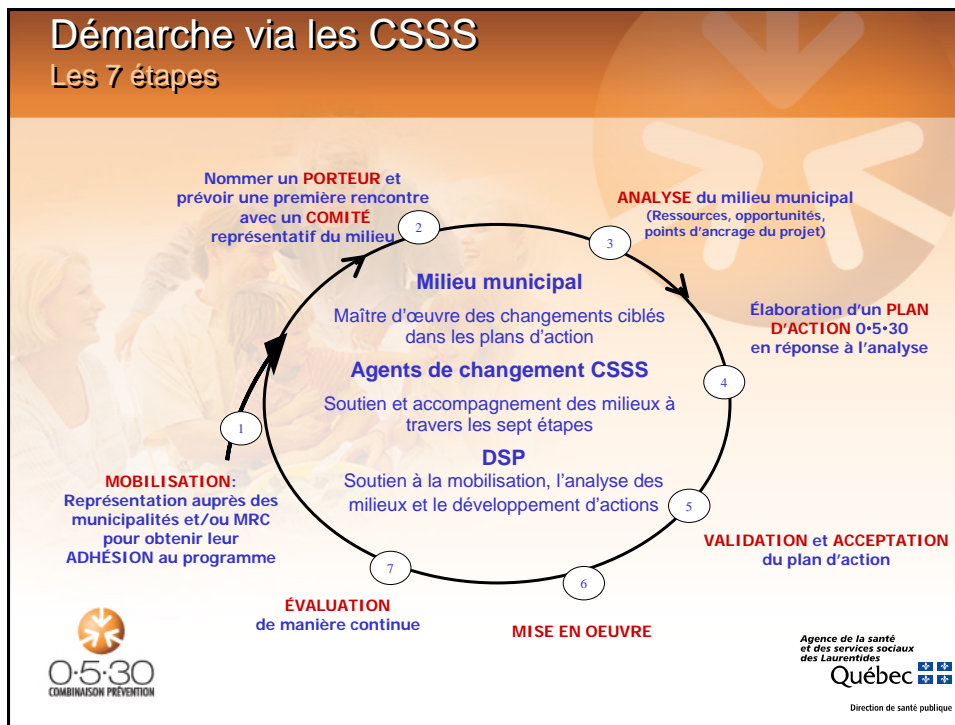 Démarche via les CSSS
Les 7 étapes
Nommer un PORTEUR et
prévoir une première rencontre
avec un COMITÉ
représentatif du milieu
2
ANALYSE du milieu municipal
(Ressources, opportunités,
points d'ancrage du projet)
3
Milieu municipal
Maître d'œuvre des changements ciblés
dans les plans d'action
Agents de changement CSSS
Soutien et accompagnement des milieux à
travers les sept étapes
DSP
Soutien à la mobilisation, l'analyse des
milieux et le développement d'actions
Élaboration d'un PLAN
D'ACTION 0•5•30
en réponse à l'analyse
4
1
MOBILISATION:
Représentation auprès des
municipalités et/ou MRC
pour obtenir leur
ADHÉSION au programme
5
VALIDATION et ACCEPTATION
du plan d'action
7
ÉVALUATION
de manière continue
6
MISE EN OEUVRE
0·5·30
COMBINAISON PRÉVENTION
Agence de la santé
et des services sociaux
des Laurentides
Québec
Direction de santé publique